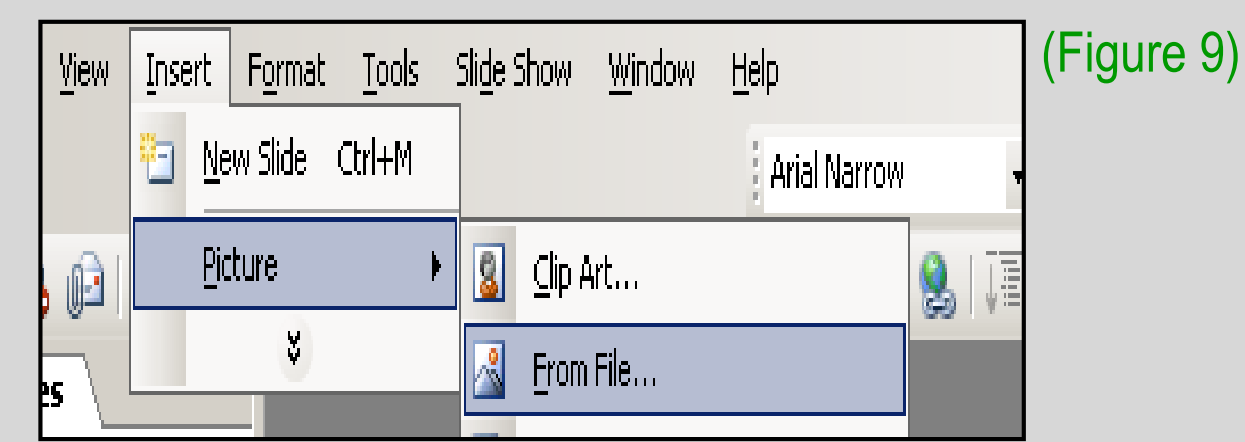 (Figure 9)
View Insert Format Tools Slide Show Window Help
New Slide Ctrl+M
Arial Narrow
Picture
Clip Art...
From File...
es